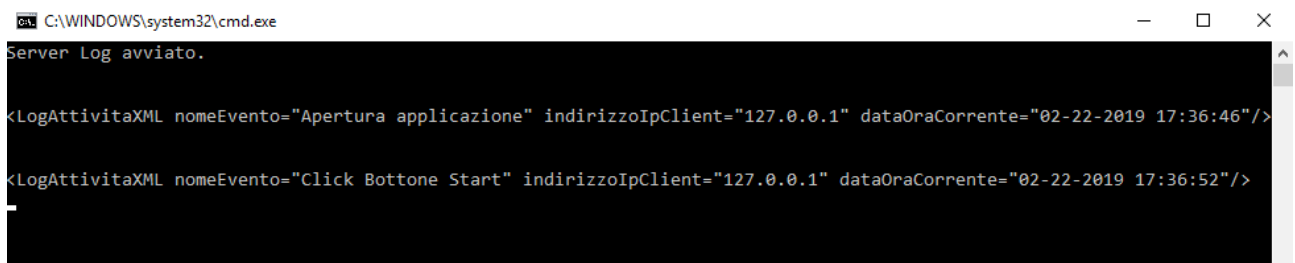 C:\WINDOWS\system32\cmd.exe
Server Log avviato.
<LogAttivitaXML nomeEvento="Apertura applicazione" indirizzoIpClient="127.0.0.1" dataOraCorrente="02-22-2019 17:36:46"/>
<LogAttivitaXML nomeEvento="Click Bottone Start" indirizzoIpClient="127.0.0.1" dataOraCorrente="02-22-2019 17:36:52"/>